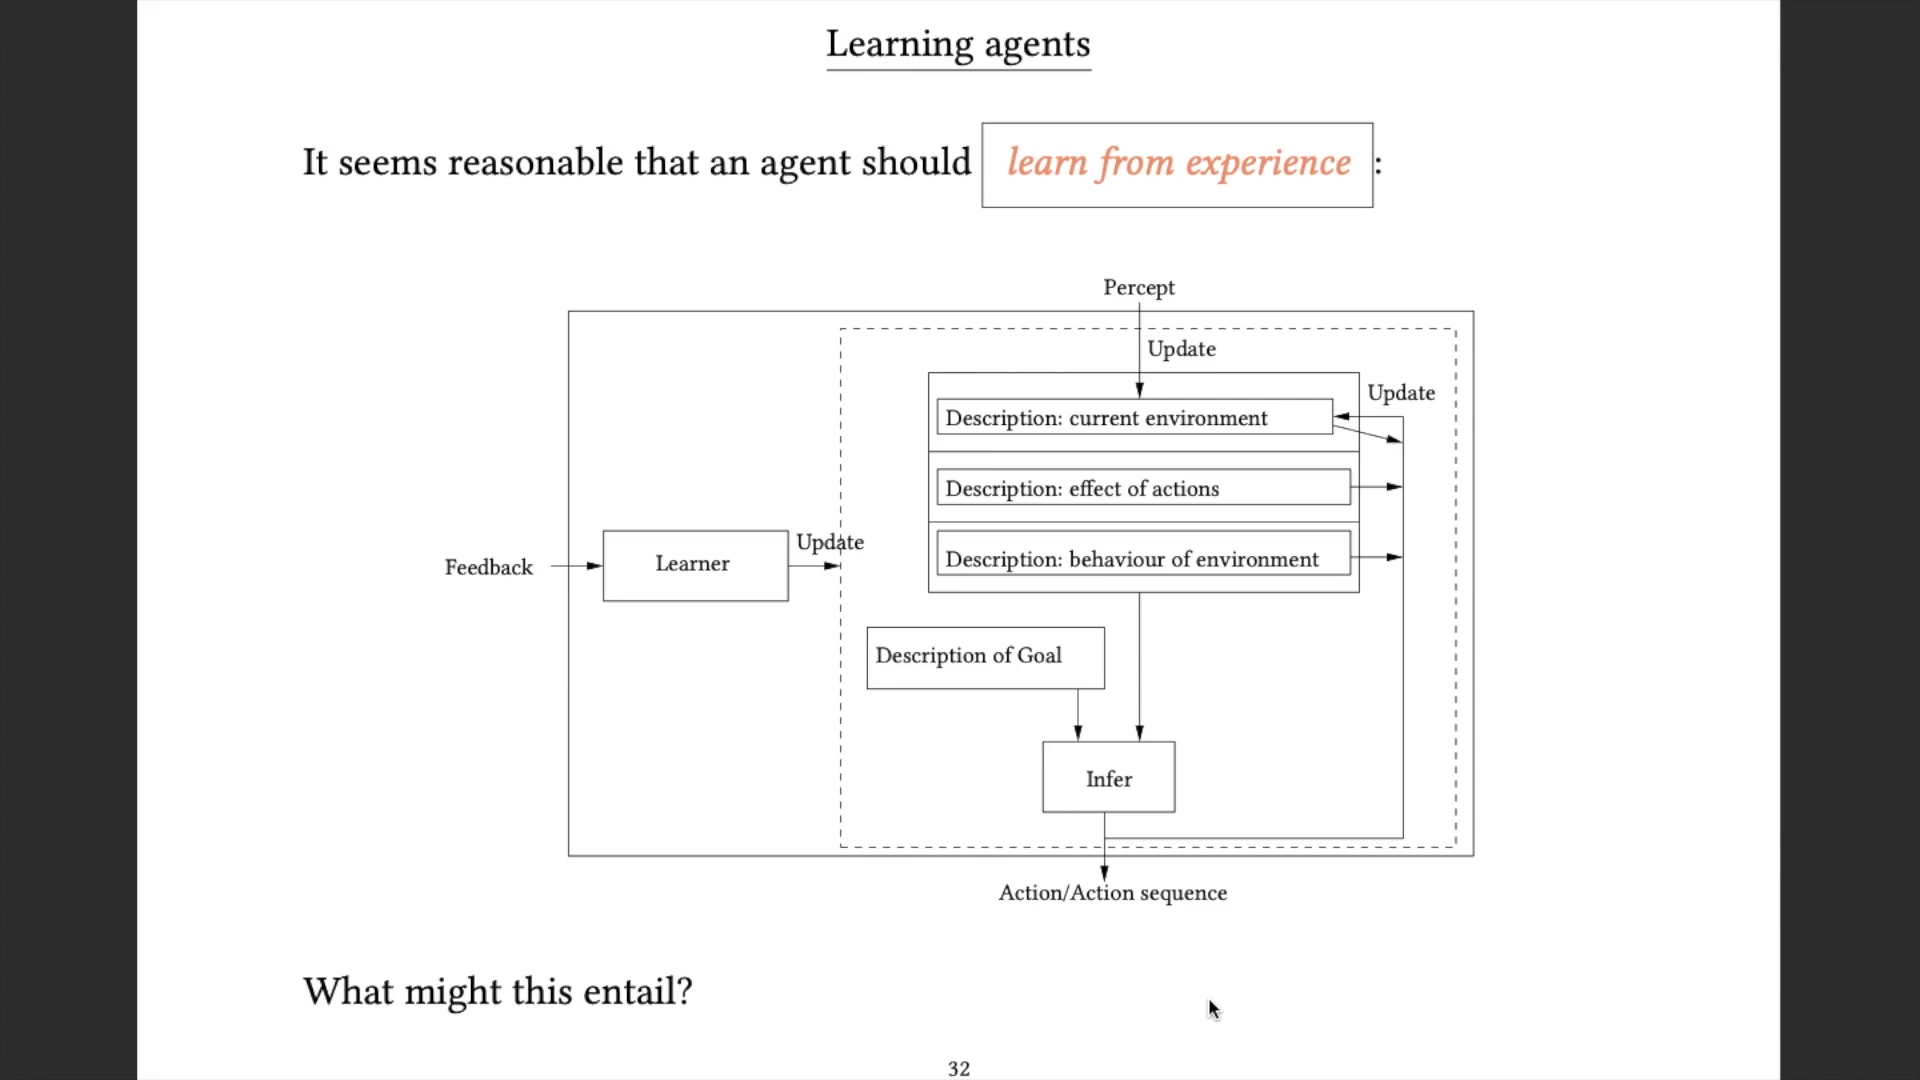 Learning agents
It seems reasonable that an agent should learn from experience:
Percept
Update
Update
Description: current environment
Description: effect of actions
Description: behaviour of environment
Update
Feedback
Learner
Description of Goal
Infer
Action/Action sequence
What might this entail?
32